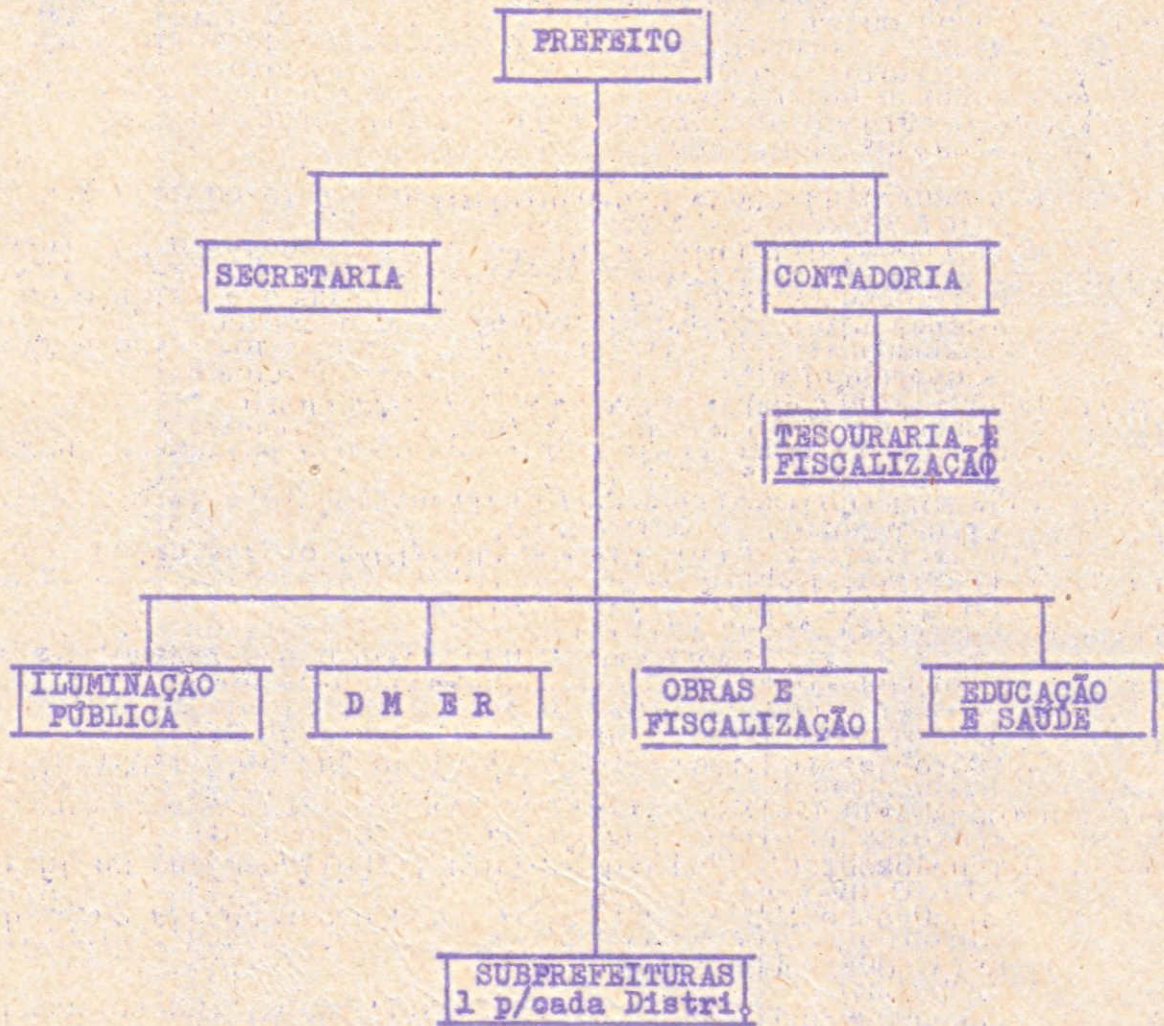 PREFEITO
SECRETARIA
CONTADORIA
TESOURARIA E
FISCALIZAÇÃO
ILUMINAÇÃO
PÚBLICA
D M E R
OBRAS E
FISCALIZAÇÃO
EDUCAÇÃO
E SAÚDE
SUBPREFEITURAS
1 p/cada Distri.